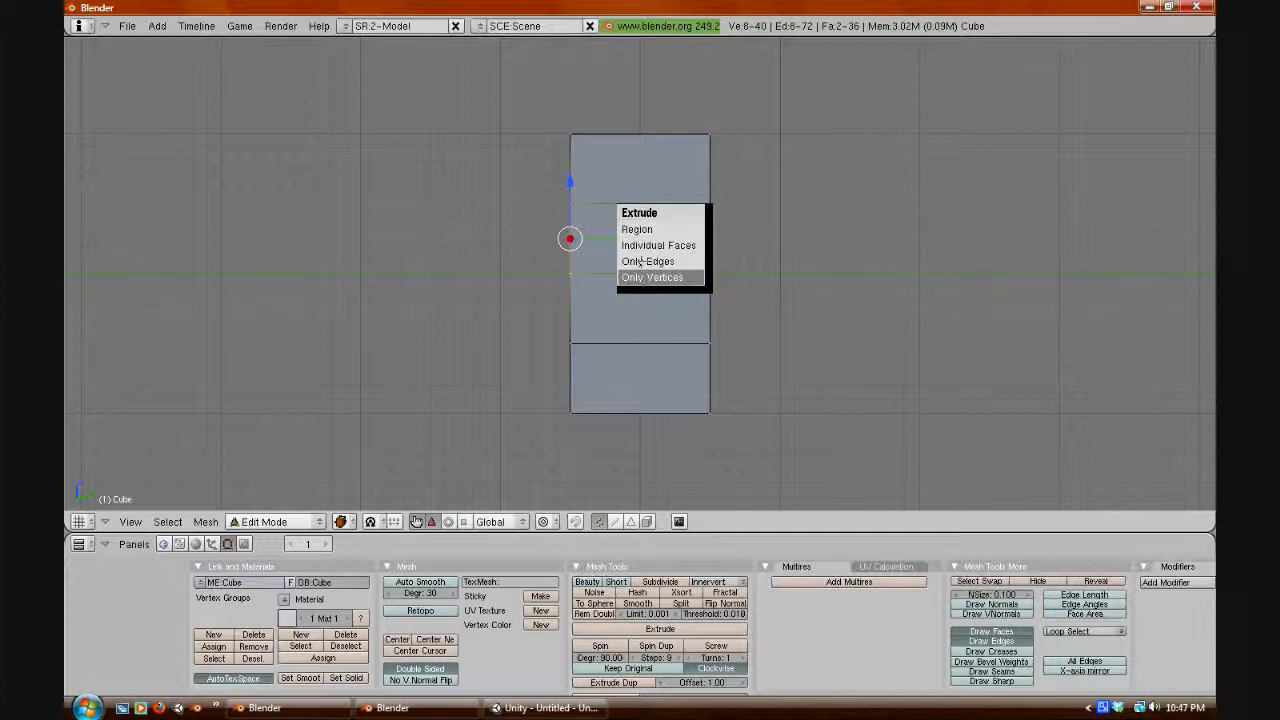 Blender
File Add Timeline Game Render Help SR:2-Model SCE:Scene www.blender.org 249.2 Ve:8-40 | Ed:8-72 | Fa:2-36 | Mem:3.02M (0.09M) Cube
Extrude
Region
Individual Faces
Only Edges
Only Vertices
(1) Cube
View Select Mesh Edit Mode Global
Panels 1
Link and Materials
ME:Cube F OB:Cube
Vertex Groups Material
1 Mat 1 ?
New Delete New Delete
Assign Remove Select Deselect
Select Desel. Assign
AutoTexSpace Set Smoot Set Solid
Mesh
Auto Smooth TexMesh:
Degr: 30 Sticky Make
Retopo UV Texture New
Vertex Color New
Center Center Ne
Center Cursor
Double Sided
No V.Normal Flip
Mesh Tools
Beauty Short Subdivide Innervert
Noise Hash Xsort Fractal
To Sphere Smooth Split Flip Normal
Rem Doubl Limit: 0.001 Threshold: 0.010
Extrude
Spin Spin Dup Screw
Degr: 90.00 Steps: 9 Turns: 1
Keep Original Clockwise
Extrude Dup Offset: 1.00
Multires UV Calculation
Add Multires
Mesh Tools More
Select Swap Hide Reveal
NSize: 0.100 Edge Length
Draw Normals Edge Angles
Draw VNormals Face Area
Draw Faces Loop Select
Draw Edges
Draw Creases
Draw Bevel Weights All Edges
Draw Seams X-axis mirror
Draw Sharp
Modifiers
Add Modifier
Blender Blender Unity - Untitled - Un... 10:47 PM